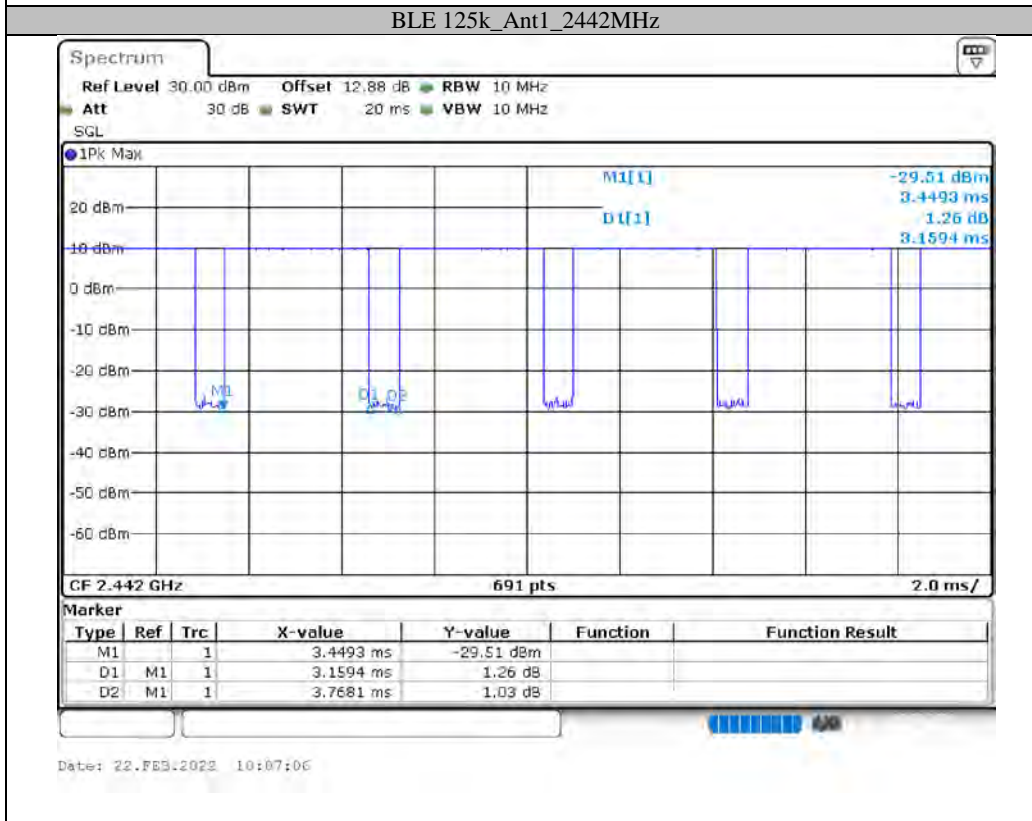 BLE 125k_Ant1_2442MHz
Spectrum
Ref Level 30.00 dBm Offset 12.88 dB RBW 10 MHz
Att 30 dB SWT 20 ms VBW 10 MHz
SGL
1Pk Max
M1[1] -29.51 dBm
3.4493 ms
20 dBm
D1[1] 1.26 dB
3.1594 ms
10 dBm
0 dBm
-10 dBm
-20 dBm
M1 D1 D2
-30 dBm
-40 dBm
-50 dBm
-60 dBm
CF 2.442 GHz 691 pts 2.0 ms/
Marker
Type Ref Trc X-value Y-value Function Function Result
M1 1 3.4493 ms -29.51 dBm
D1 M1 1 3.1594 ms 1.26 dB
D2 M1 1 3.7681 ms 1.03 dB
Date: 22.FEB.2022 10:07:06